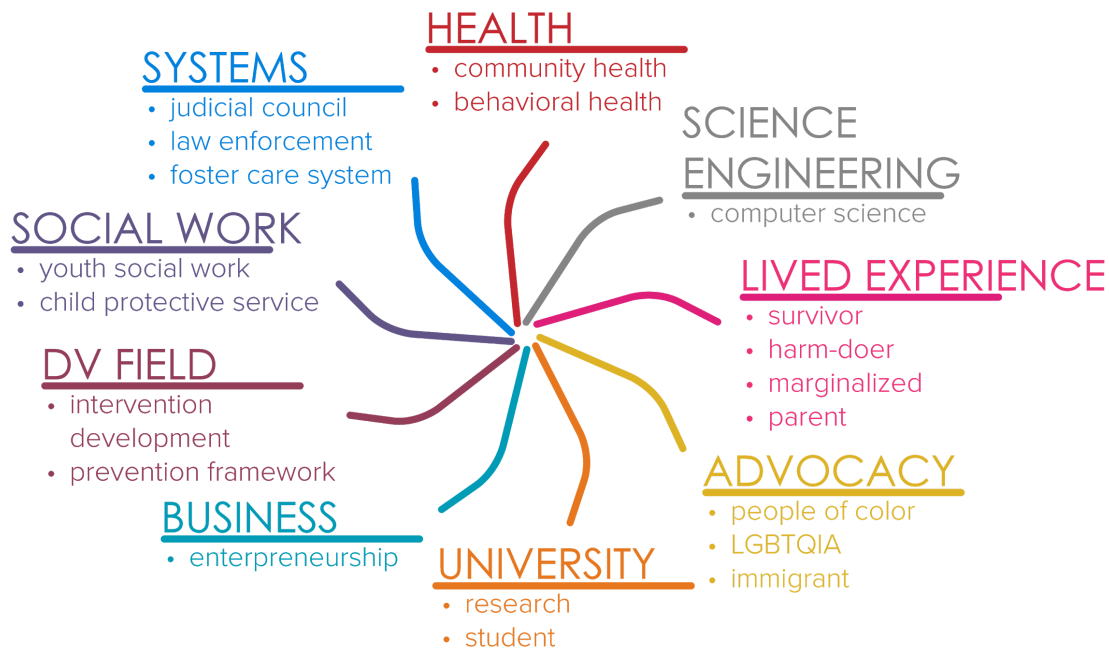 HEALTH
• community health
• behavioral health
SCIENCE
ENGINEERING
• computer science
LIVED EXPERIENCE
• survivor
• harm-doer
• marginalized
• parent
ADVOCACY
• people of color
• LGBTQIA
• immigrant
UNIVERSITY
• research
• student
BUSINESS
• enterpreneurship
DV FIELD
• intervention
development
• prevention framework
SOCIAL WORK
• youth social work
• child protective service
SYSTEMS
• judicial council
• law enforcement
• foster care system